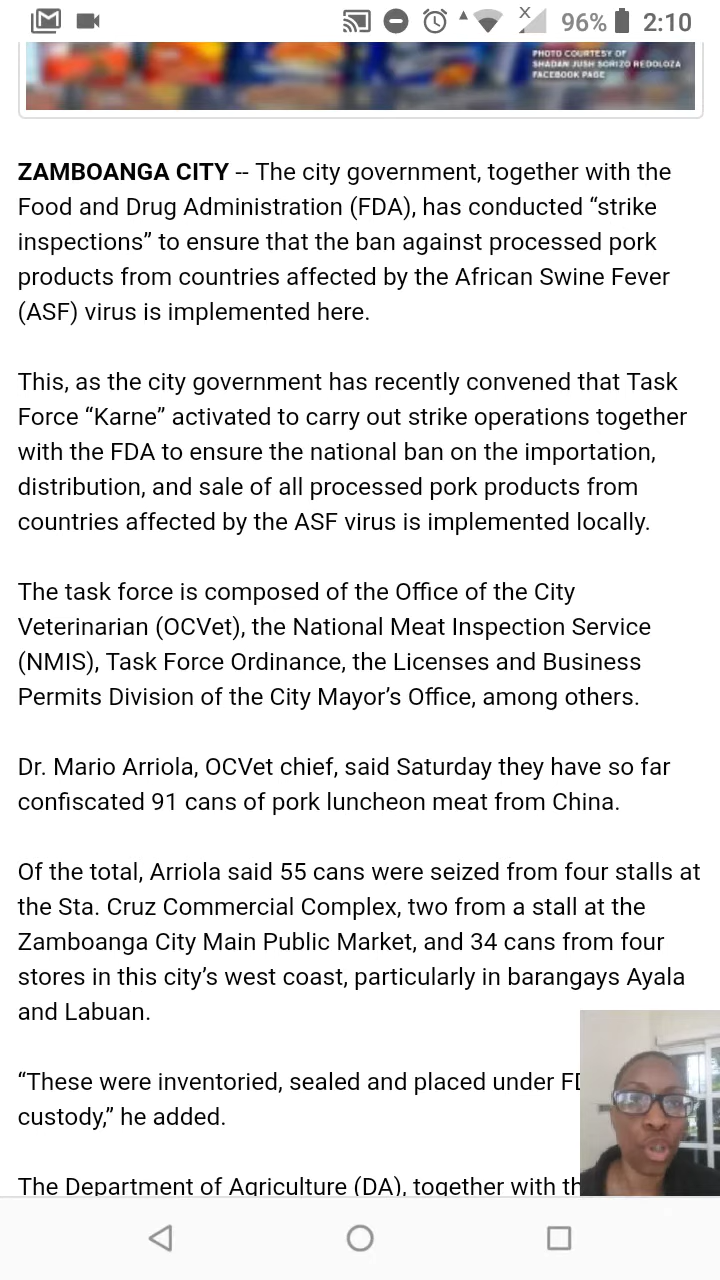 96% 2:10
PHOTO COURTESY OF
SHADAN JUSH SORIZO REDOLOZA
FACEBOOK PAGE
ZAMBOANGA CITY -- The city government, together with the
Food and Drug Administration (FDA), has conducted “strike
inspections” to ensure that the ban against processed pork
products from countries affected by the African Swine Fever
(ASF) virus is implemented here.
This, as the city government has recently convened that Task
Force “Karne” activated to carry out strike operations together
with the FDA to ensure the national ban on the importation,
distribution, and sale of all processed pork products from
countries affected by the ASF virus is implemented locally.
The task force is composed of the Office of the City
Veterinarian (OCVet), the National Meat Inspection Service
(NMIS), Task Force Ordinance, the Licenses and Business
Permits Division of the City Mayor’s Office, among others.
Dr. Mario Arriola, OCVet chief, said Saturday they have so far
confiscated 91 cans of pork luncheon meat from China.
Of the total, Arriola said 55 cans were seized from four stalls at
the Sta. Cruz Commercial Complex, two from a stall at the
Zamboanga City Main Public Market, and 34 cans from four
stores in this city’s west coast, particularly in barangays Ayala
and Labuan.
“These were inventoried, sealed and placed under
custody,” he added.
The Department of Agriculture (DA), together with